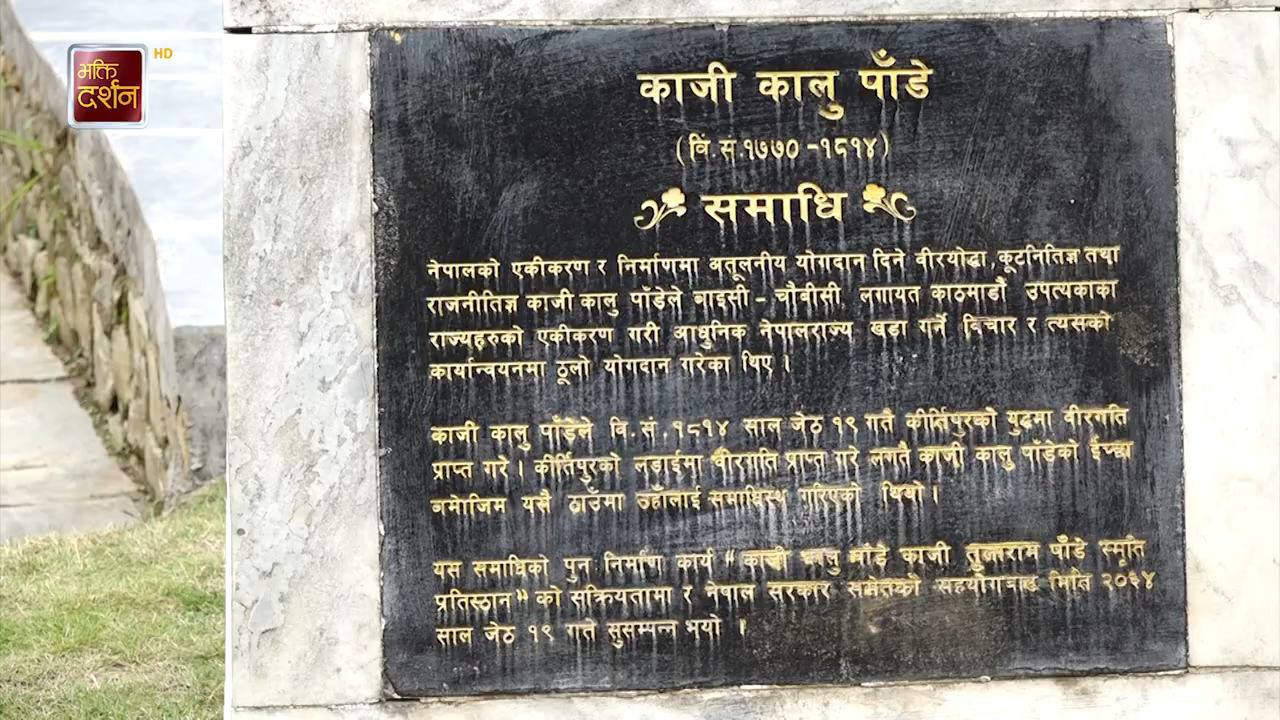 भक्ति
दर्शन
HD
काजी कालु पाँडे
(वि.सं.१७७०-१८१४)
समाधि
नेपालको एकीकरण र निर्माणमा अतूलनीय योगदान दिने वीरयोद्धा,कूटनितिज्ञ तथा
राजनीतिज्ञ काजी कालु पाँडेले बाइसी - चौबीसी लगायत काठमाडौं उपत्यकाका
राज्यहरुको एकीकरण गरी आधुनिक नेपालराज्य खडा गर्ने विचार र त्यसको
कार्यान्वयनमा ठूलो योगदान गरेका थिए ।
काजी कालु पाँडेले वि.सं.१८१४ साल जेठ १९ गतै कीर्तिपुरको युद्धमा वीरगति
प्राप्त गरे । कीर्तिपुरको लडाईमा वीरगति प्राप्त गरे लगतै काजी कालु पाँडेको ईच्छा
बमोजिम यसै ठाउँमा उहाँलाई समाधिस्थ गरिएको थियो ।
यस समाधिको पुन निर्माण कार्य " काजी कालु पाँडे काजी तुलाराम पाँडे स्मृति
प्रतिस्ठान " को सक्रियतामा र नेपाल सरकार समेतको सहयोगबाट मिति २०६४
साल जेठ १९ गते सुसम्पन्न भयो ।